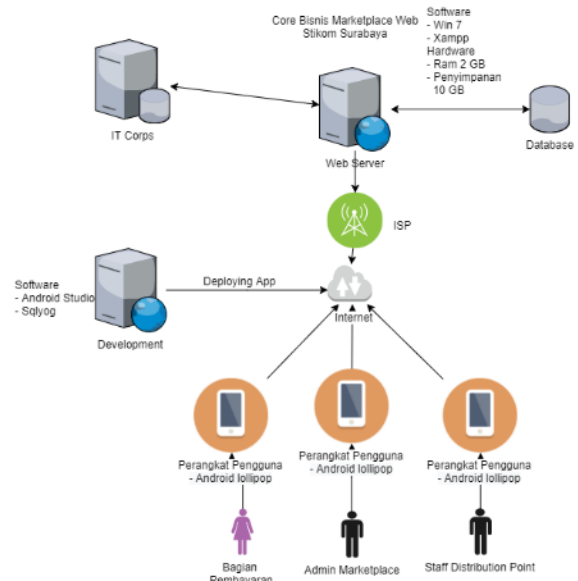 Core Bisnis Marketplace Web
Stikom Surabaya
Software
- Win 7
- Xampp
Hardware
- Ram 2 GB
- Penyimpanan
10 GB
IT Corps
Web Server
Database
ISP
Software
- Android Studio
- Sqlyog
Deploying App
Development
Internet
Perangkat Pengguna
- Android lollipop
Perangkat Pengguna
- Android lollipop
Perangkat Pengguna
- Android lollipop
Bagian
Pembayaran
Admin Marketplace
Staff Distribution Point